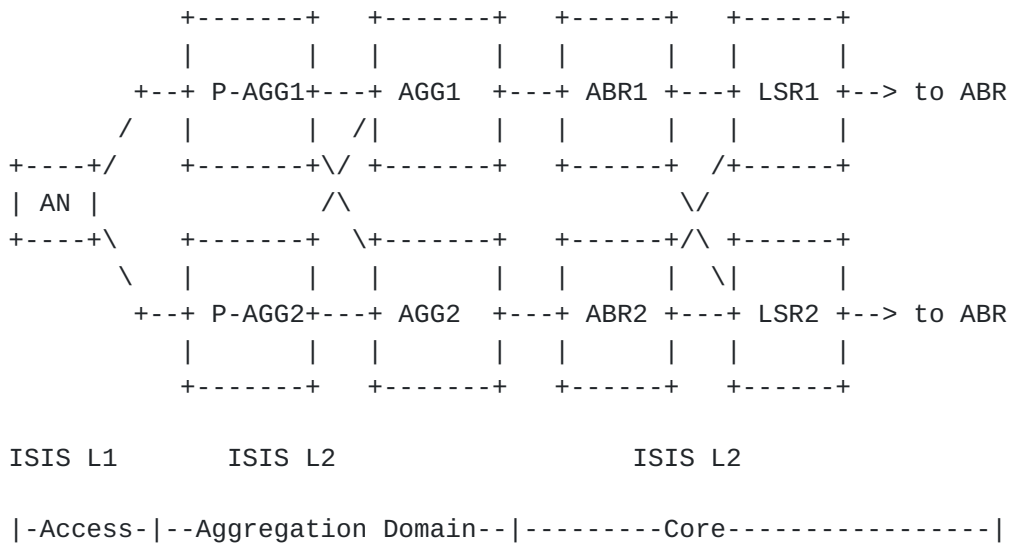 +-------+   +-------+   +------+   +------+
           |       |   |       |   |      |   |      |
        +--+ P-AGG1+---+ AGG1  +---+ ABR1 +---+ LSR1 +--> to ABR
       /   |       |  /|       |   |      |   |      |
+----+/    +-------+\/ +-------+   +------+  /+------+
| AN |              /\                     \/
+----+\    +-------+  \+-------+   +------+/\ +------+
       \   |       |   |       |   |      |  \|      |
        +--+ P-AGG2+---+ AGG2  +---+ ABR2 +---+ LSR2 +--> to ABR
           |       |   |       |   |      |   |      |
           +-------+   +-------+   +------+   +------+
ISIS L1       ISIS L2                   ISIS L2
|-Access-|--Aggregation Domain--|---------Core-----------------|